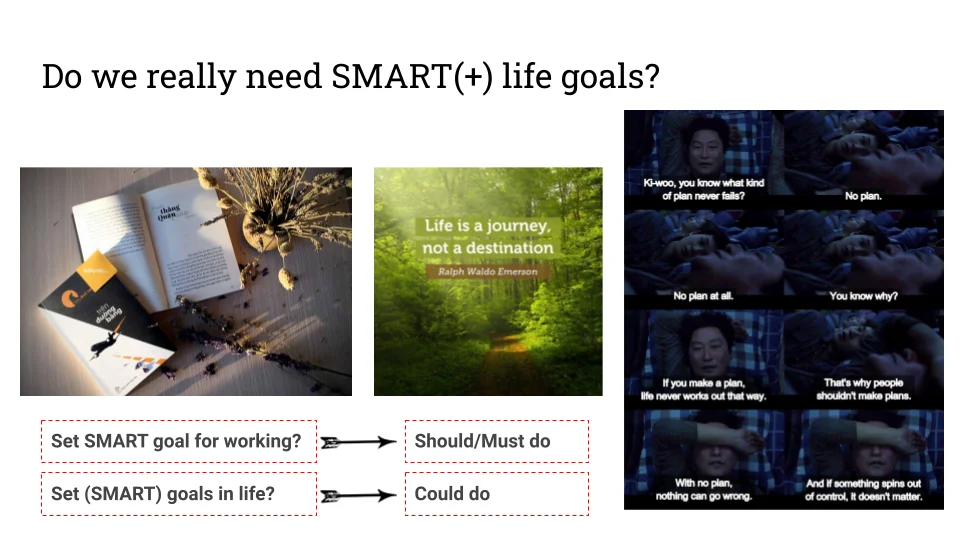 Do we really need SMART(+) life goals?
tháng
trên
đường
băng
Life is a journey,
not a destination
Ralph Waldo Emerson
Ki-woo, you know what kind
of plan never fails?
No plan.
No plan at all.
You know why?
If you make a plan,
life never works out that way.
That's why people
shouldn't make plans.
With no plan,
nothing can go wrong.
And if something spins out
of control, it doesn't matter.
Set SMART goal for working?
Should/Must do
Set (SMART) goals in life?
Could do